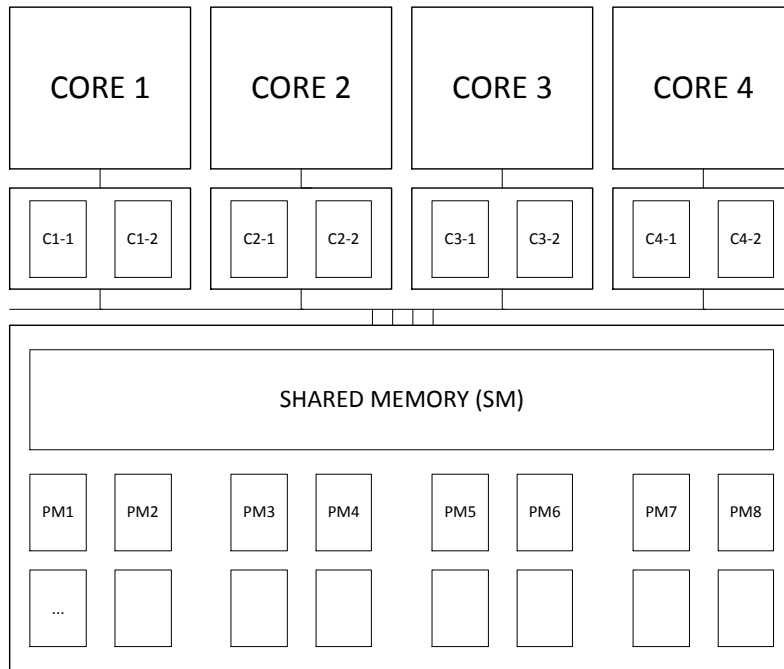 CORE 1 CORE 2 CORE 3 CORE 4
C1-1 C1-2 C2-1 C2-2 C3-1 C3-2 C4-1 C4-2
SHARED MEMORY (SM)
PM1 PM2 PM3 PM4 PM5 PM6 PM7 PM8
...